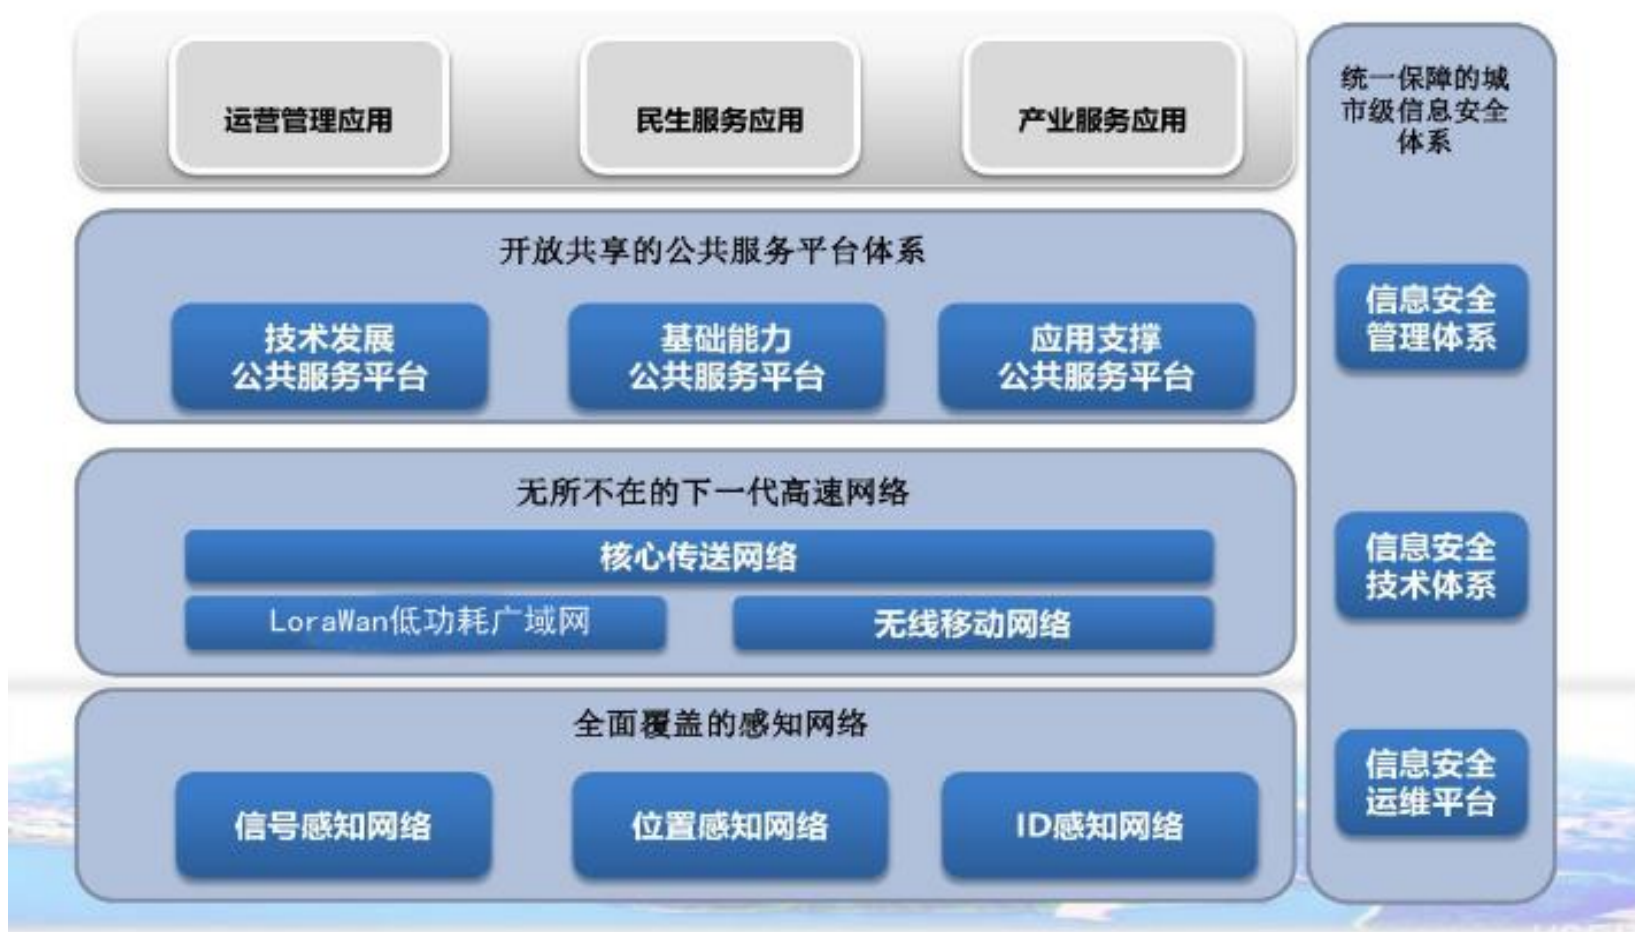 运营管理应用
民生服务应用
产业服务应用
开放共享的公共服务平台体系
技术发展
公共服务平台
基础能力
公共服务平台
应用支撑
公共服务平台
无所不在的下一代高速网络
核心传送网络
LoraWan低功耗广域网
无线移动网络
全面覆盖的感知网络
信号感知网络
位置感知网络
ID感知网络
统一保障的城
市级信息安全
体系
信息安全
管理体系
信息安全
技术体系
信息安全
运维平台